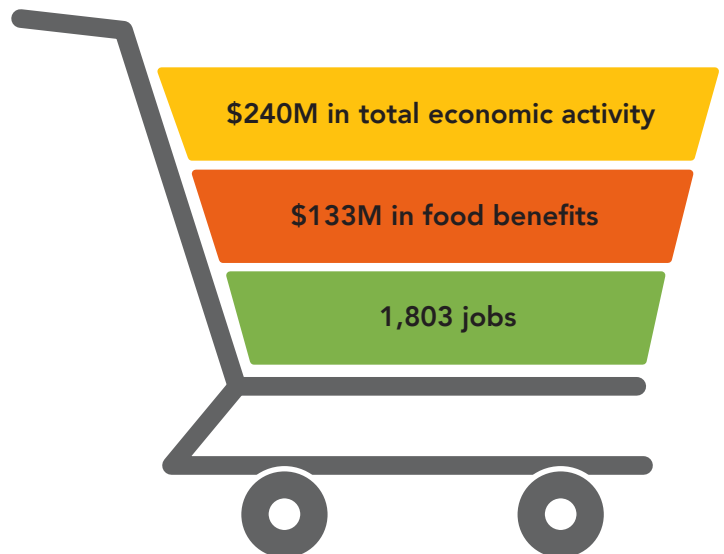 $240M in total economic activity
$133M in food benefits
1,803 jobs